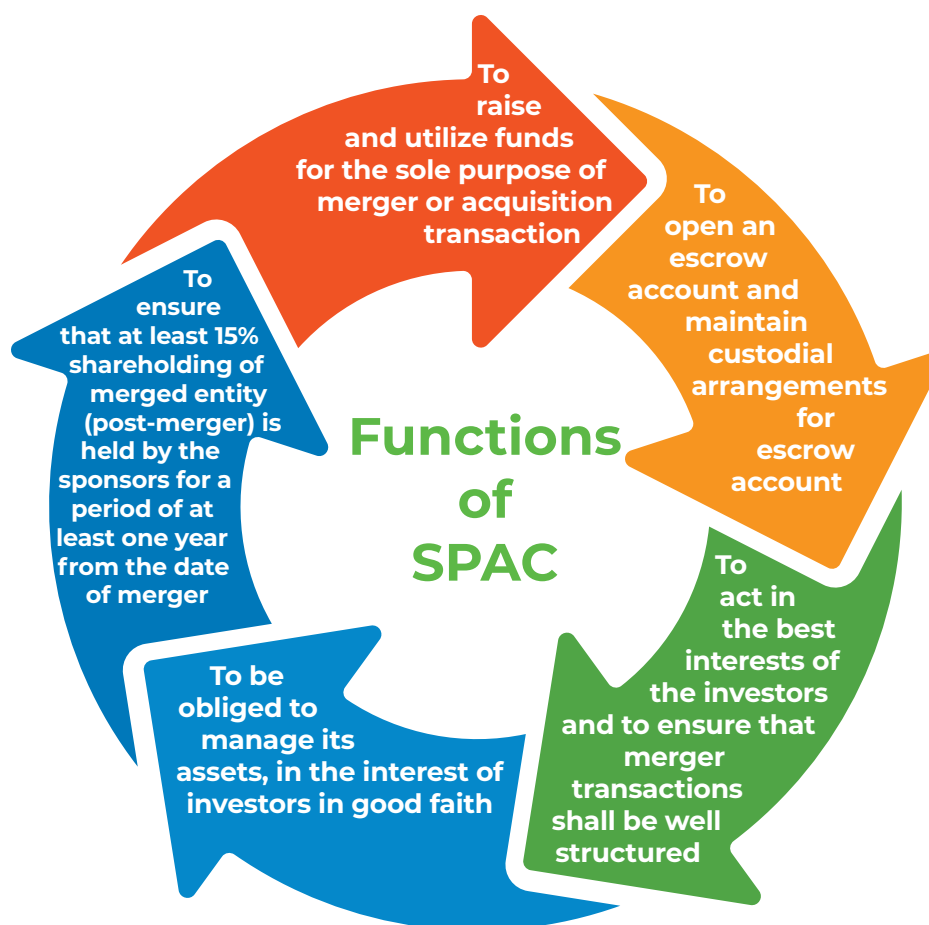 To
raise
and utilize funds
for the sole purpose of
merger or acquisition
transaction
To
open an
escrow
account and
maintain
custodial
arrangements
for
escrow
account
To
act in
the best
interests of
the investors
and to ensure that
merger
transactions
shall be well
structured
To be
obliged to
manage its
assets, in the interest of
investors in good faith
To
ensure
that at least 15%
shareholding of
merged entity
(post-merger) is
held by the
sponsors for a
period of at
least one year
from the date
of merger
Functions
of
SPAC